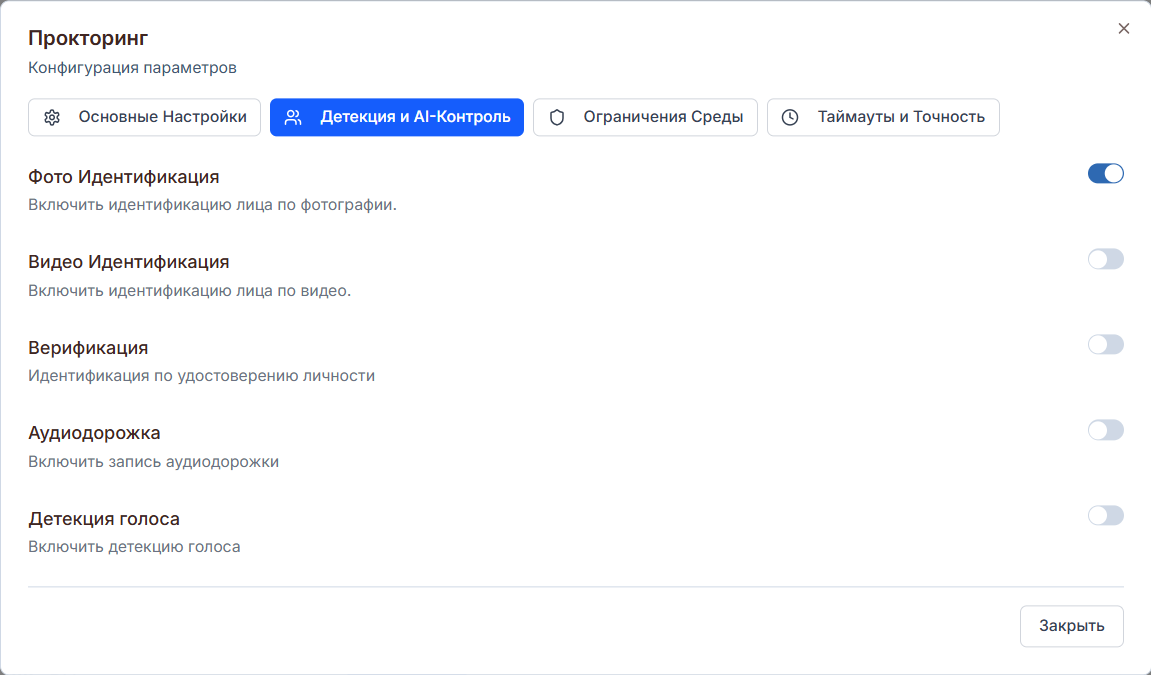 Прокторинг
Конфигурация параметров
Основные Настройки
Детекция и AI-Контроль
Ограничения Среды
Таймауты и Точность
Фото Идентификация
Включить идентификацию лица по фотографии.
Видео Идентификация
Включить идентификацию лица по видео.
Верификация
Идентификация по удостоверению личности
Аудиодорожка
Включить запись аудиодорожки
Детекция голоса
Включить детекцию голоса
Закрыть